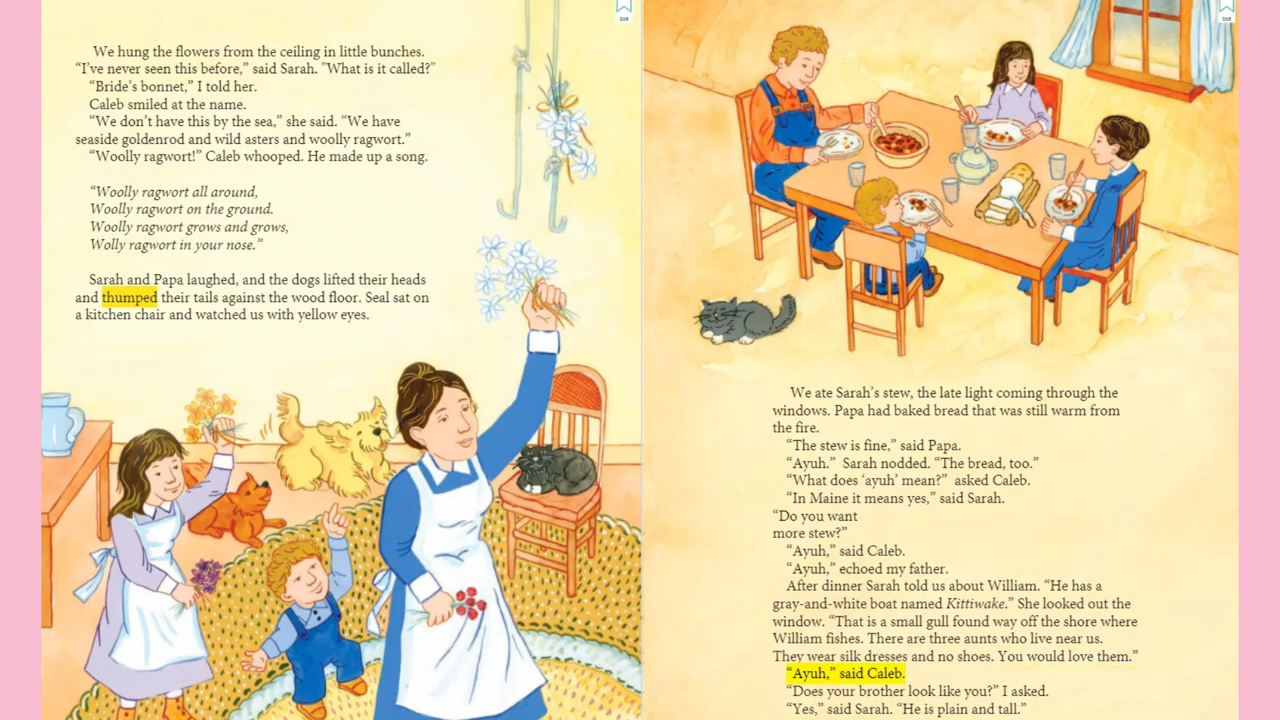 We hung the flowers from the ceiling in little bunches.
“I’ve never seen this before,” said Sarah. "What is it called?”
“Bride’s bonnet,” I told her.
Caleb smiled at the name.
“We don’t have this by the sea,” she said. “We have
seaside goldenrod and wild asters and woolly ragwort.”
“Woolly ragwort!” Caleb whooped. He made up a song.
“Woolly ragwort all around,
Woolly ragwort on the ground.
Woolly ragwort grows and grows,
Wolly ragwort in your nose.”
Sarah and Papa laughed, and the dogs lifted their heads
and thumped their tails against the wood floor. Seal sat on
a kitchen chair and watched us with yellow eyes.
We ate Sarah’s stew, the late light coming through the
windows. Papa had baked bread that was still warm from
the fire.
“The stew is fine,” said Papa.
“Ayuh.” Sarah nodded. “The bread, too.”
“What does ‘ayuh’ mean?” asked Caleb.
“In Maine it means yes,” said Sarah.
“Do you want
more stew?”
“Ayuh,” said Caleb.
“Ayuh,” echoed my father.
After dinner Sarah told us about William. “He has a
gray-and-white boat named Kittiwake.” She looked out the
window. “That is a small gull found way off the shore where
William fishes. There are three aunts who live near us.
They wear silk dresses and no shoes. You would love them.”
“Ayuh,” said Caleb.
“Does your brother look like you?” I asked.
“Yes,” said Sarah. “He is plain and tall.”